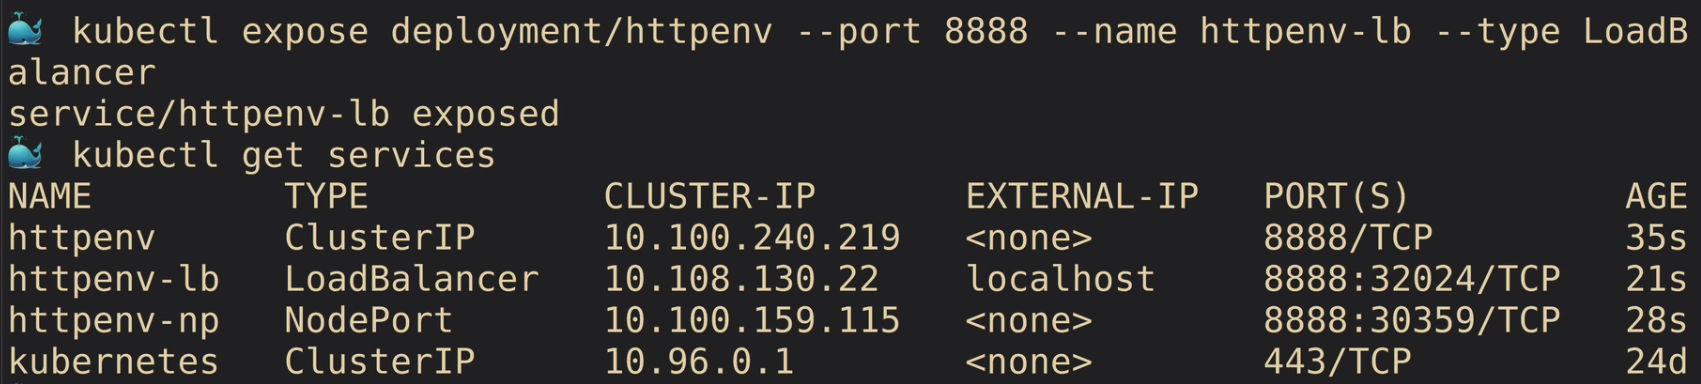 🐳 kubectl expose deployment/httpenv --port 8888 --name httpenv-lb --type LoadB
alancer
service/httpenv-lb exposed
🐳 kubectl get services
NAME         TYPE           CLUSTER-IP       EXTERNAL-IP   PORT(S)          AGE
httpenv      ClusterIP      10.100.240.219   <none>        8888/TCP         35s
httpenv-lb   LoadBalancer   10.108.130.22    localhost     8888:32024/TCP   21s
httpenv-np   NodePort       10.100.159.115   <none>        8888:30359/TCP   28s
kubernetes   ClusterIP      10.96.0.1        <none>        443/TCP          24d